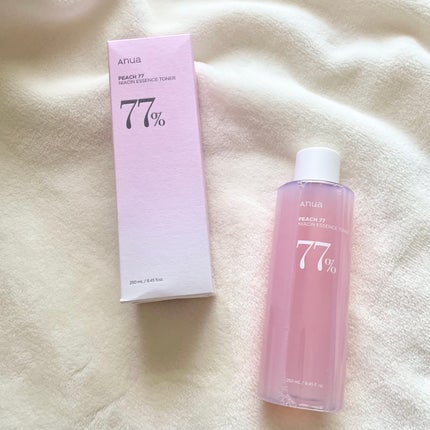 Anua
PEACH 77
NIACIN ESSENCE TONER
77%
250 mL / 8.45 fl.oz
Anua
PEACH 77
NIACIN ESSENCE TONER
77%
250 mL / 8.45 fl.oz